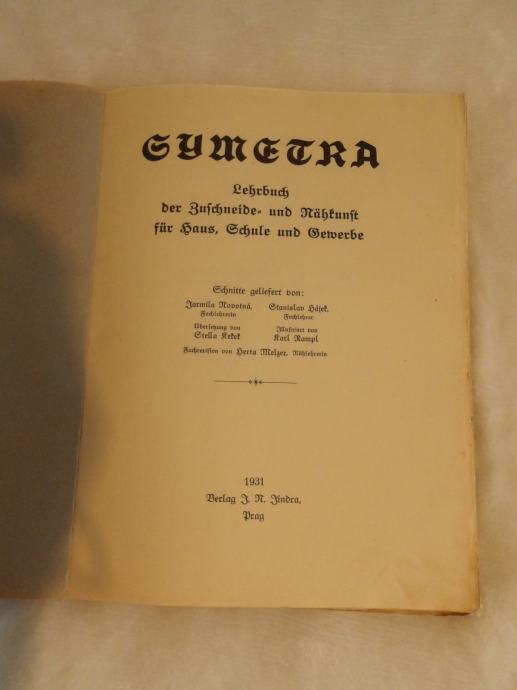 SYMETRA
Lehrbuch
der Zuschneide- und Nähkunst
für Haus, Schule und Gewerbe
Schnitte geliefert von:
Jarmila Novotná, Stanislav Hájek,
Fachlehrerin Fachlehrer
Übersetzung von Illustriert von
Stella Kekek Karl Rampl
Fachrevision von Herta Melzer, Nählehrerin
1931
Verlag J. N. Jindra,
Prag